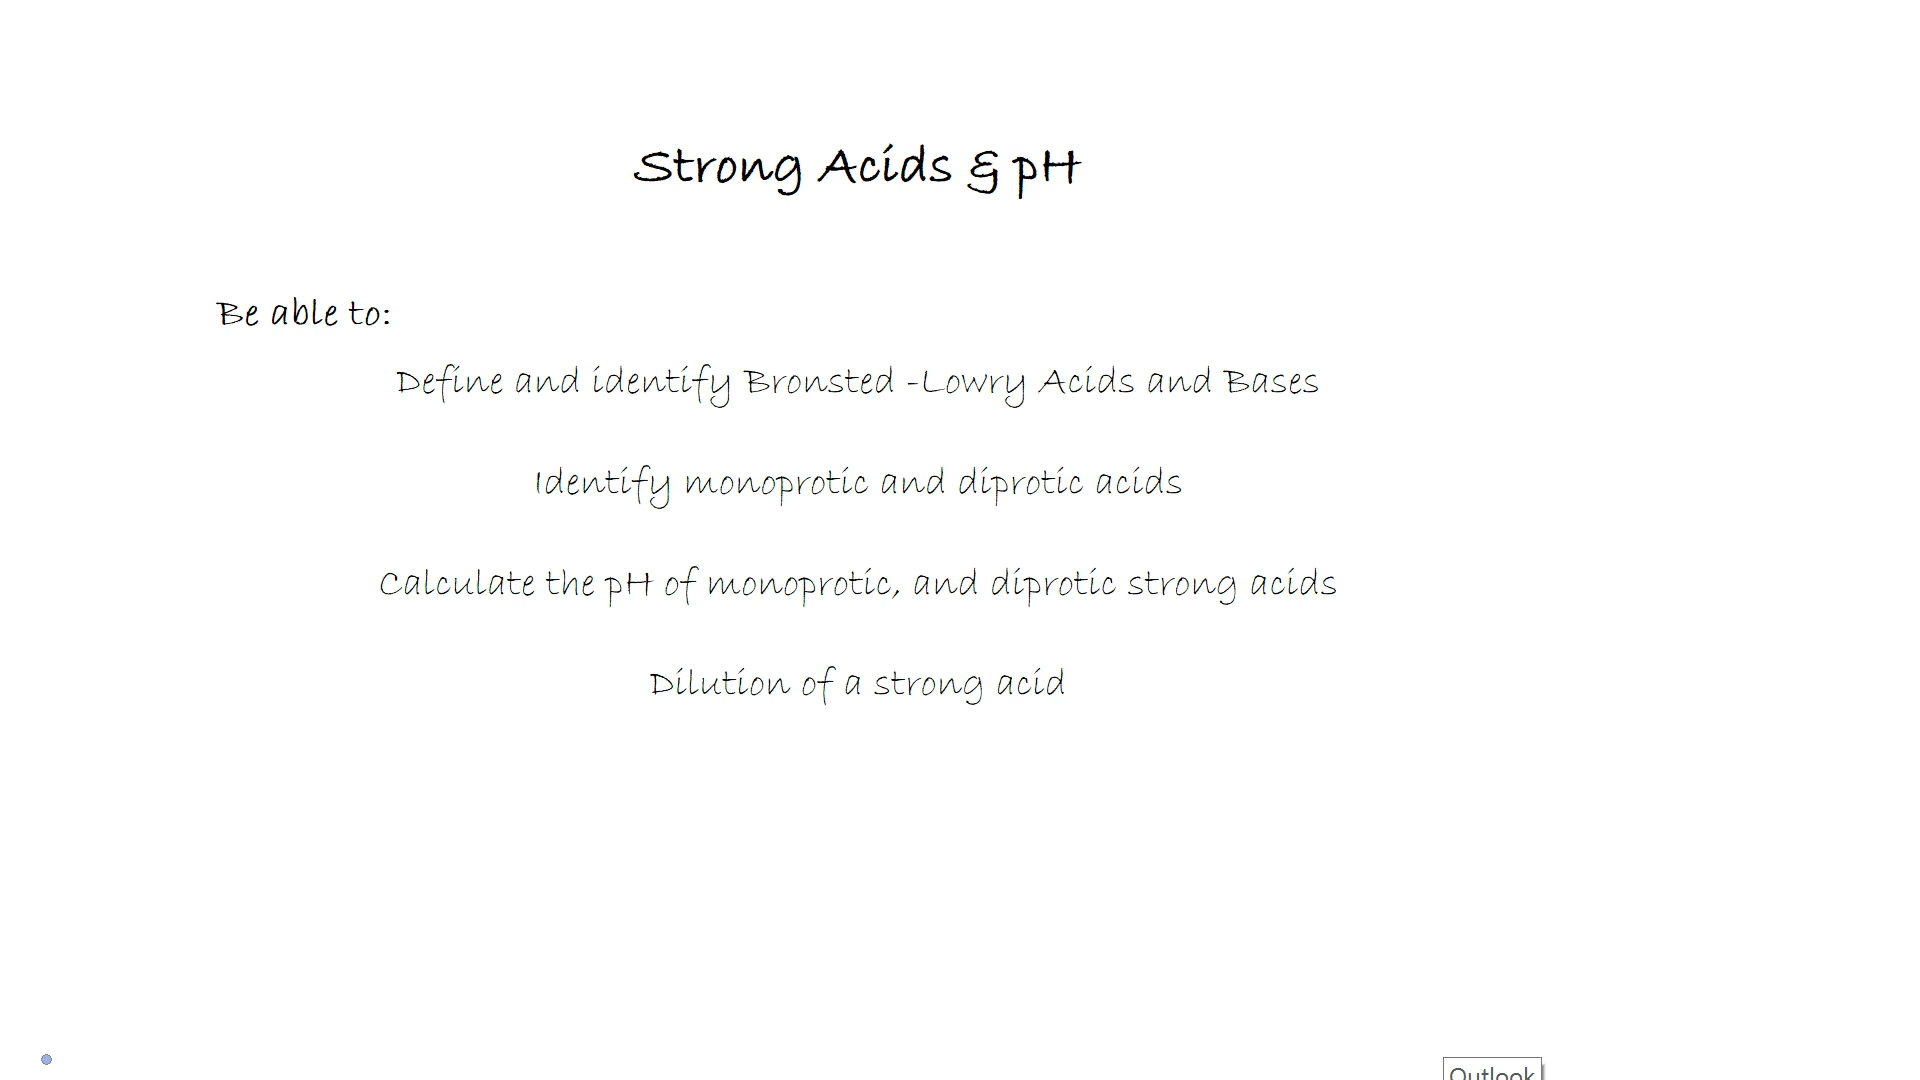 Strong Acids & pH
Be able to:
Define and identify Bronsted -Lowry Acids and Bases
Identify monoprotic and diprotic acids
Calculate the pH of monoprotic, and diprotic strong acids
Dilution of a strong acid
Outlook